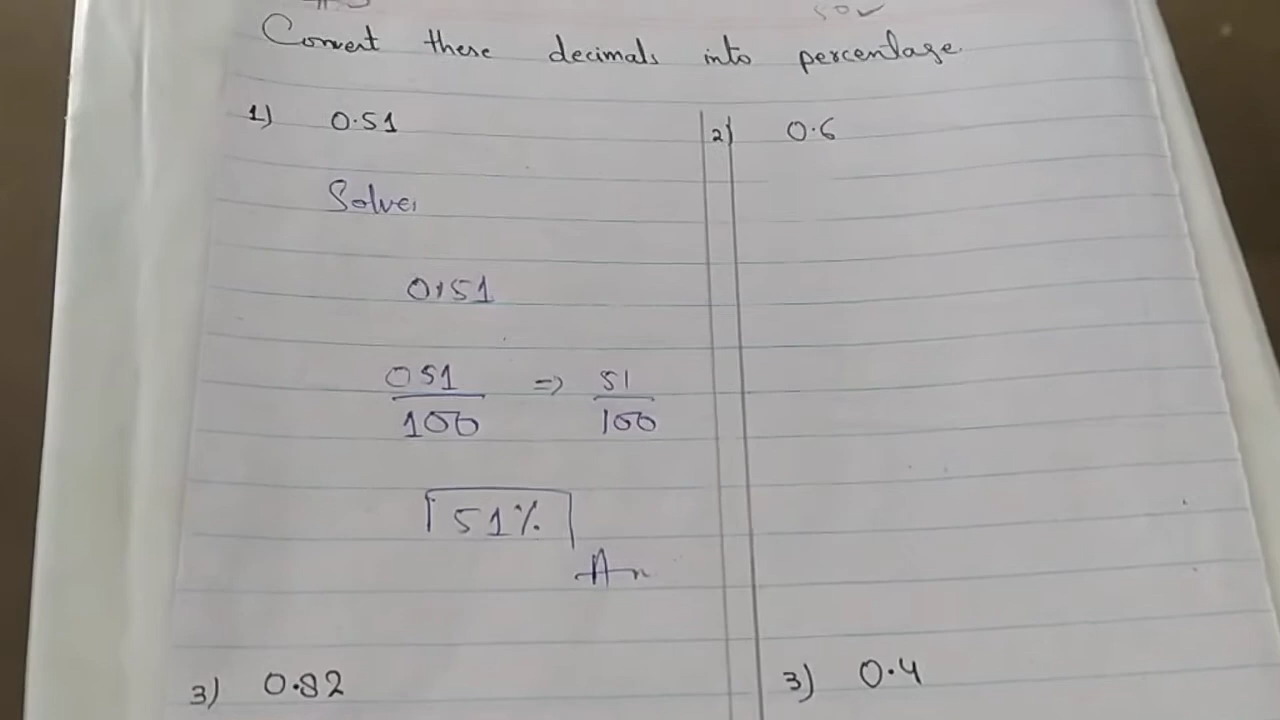 Convert these decimals into percentage.
1) 0.51
2) 0.6
Solve:
0.51
051/100 => 51/100
51%
An
3) 0.92
3) 0.4